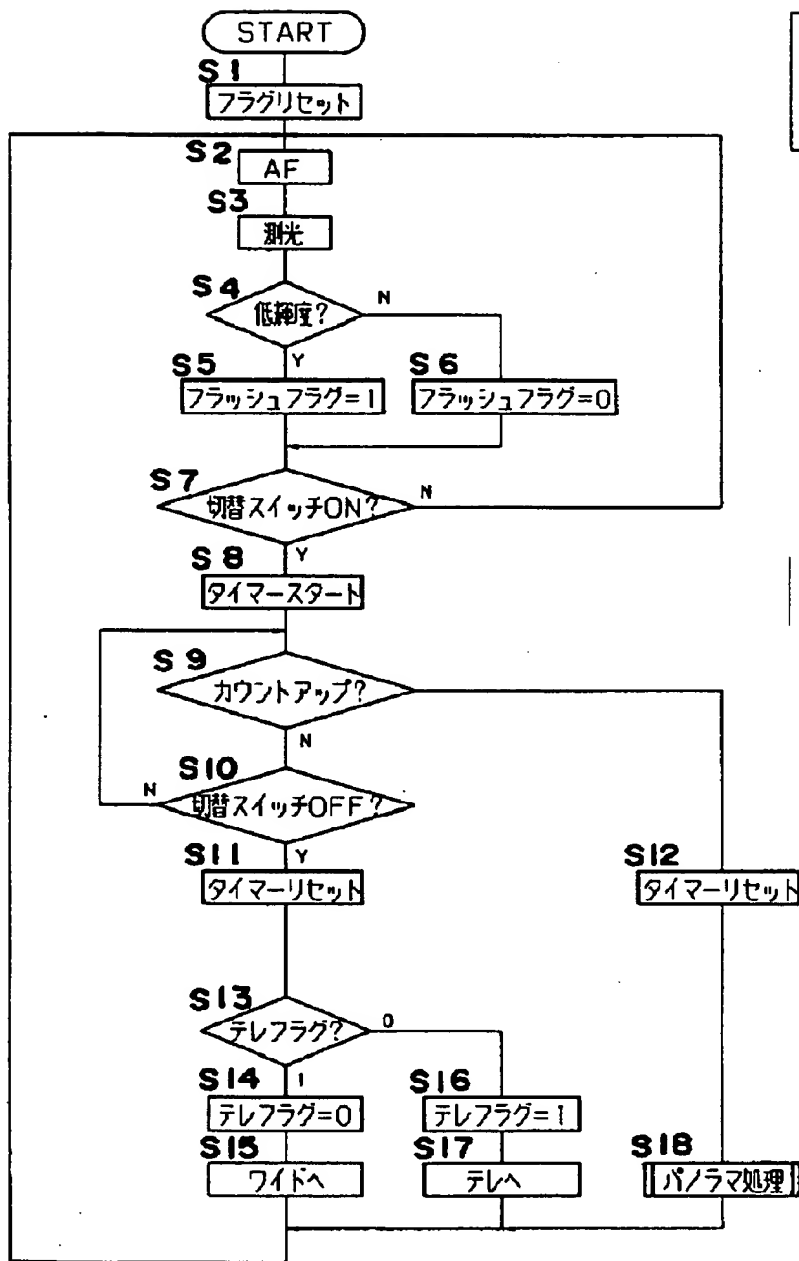 START
S1
フラグリセット
S2
AF
S3
測光
S4
低輝度?
N
Y
S5
フラッシュフラグ=1
S6
フラッシュフラグ=0
S7
切替スイッチON?
N
Y
S8
タイマースタート
S9
カウントアップ?
N
S10
切替スイッチOFF?
N
Y
S11
タイマーリセット
S12
タイマーリセット
S13
テレフラグ?
0
1
S14
テレフラグ=0
S16
テレフラグ=1
S15
ワイドへ
S17
テレへ
S18
パノラマ処理